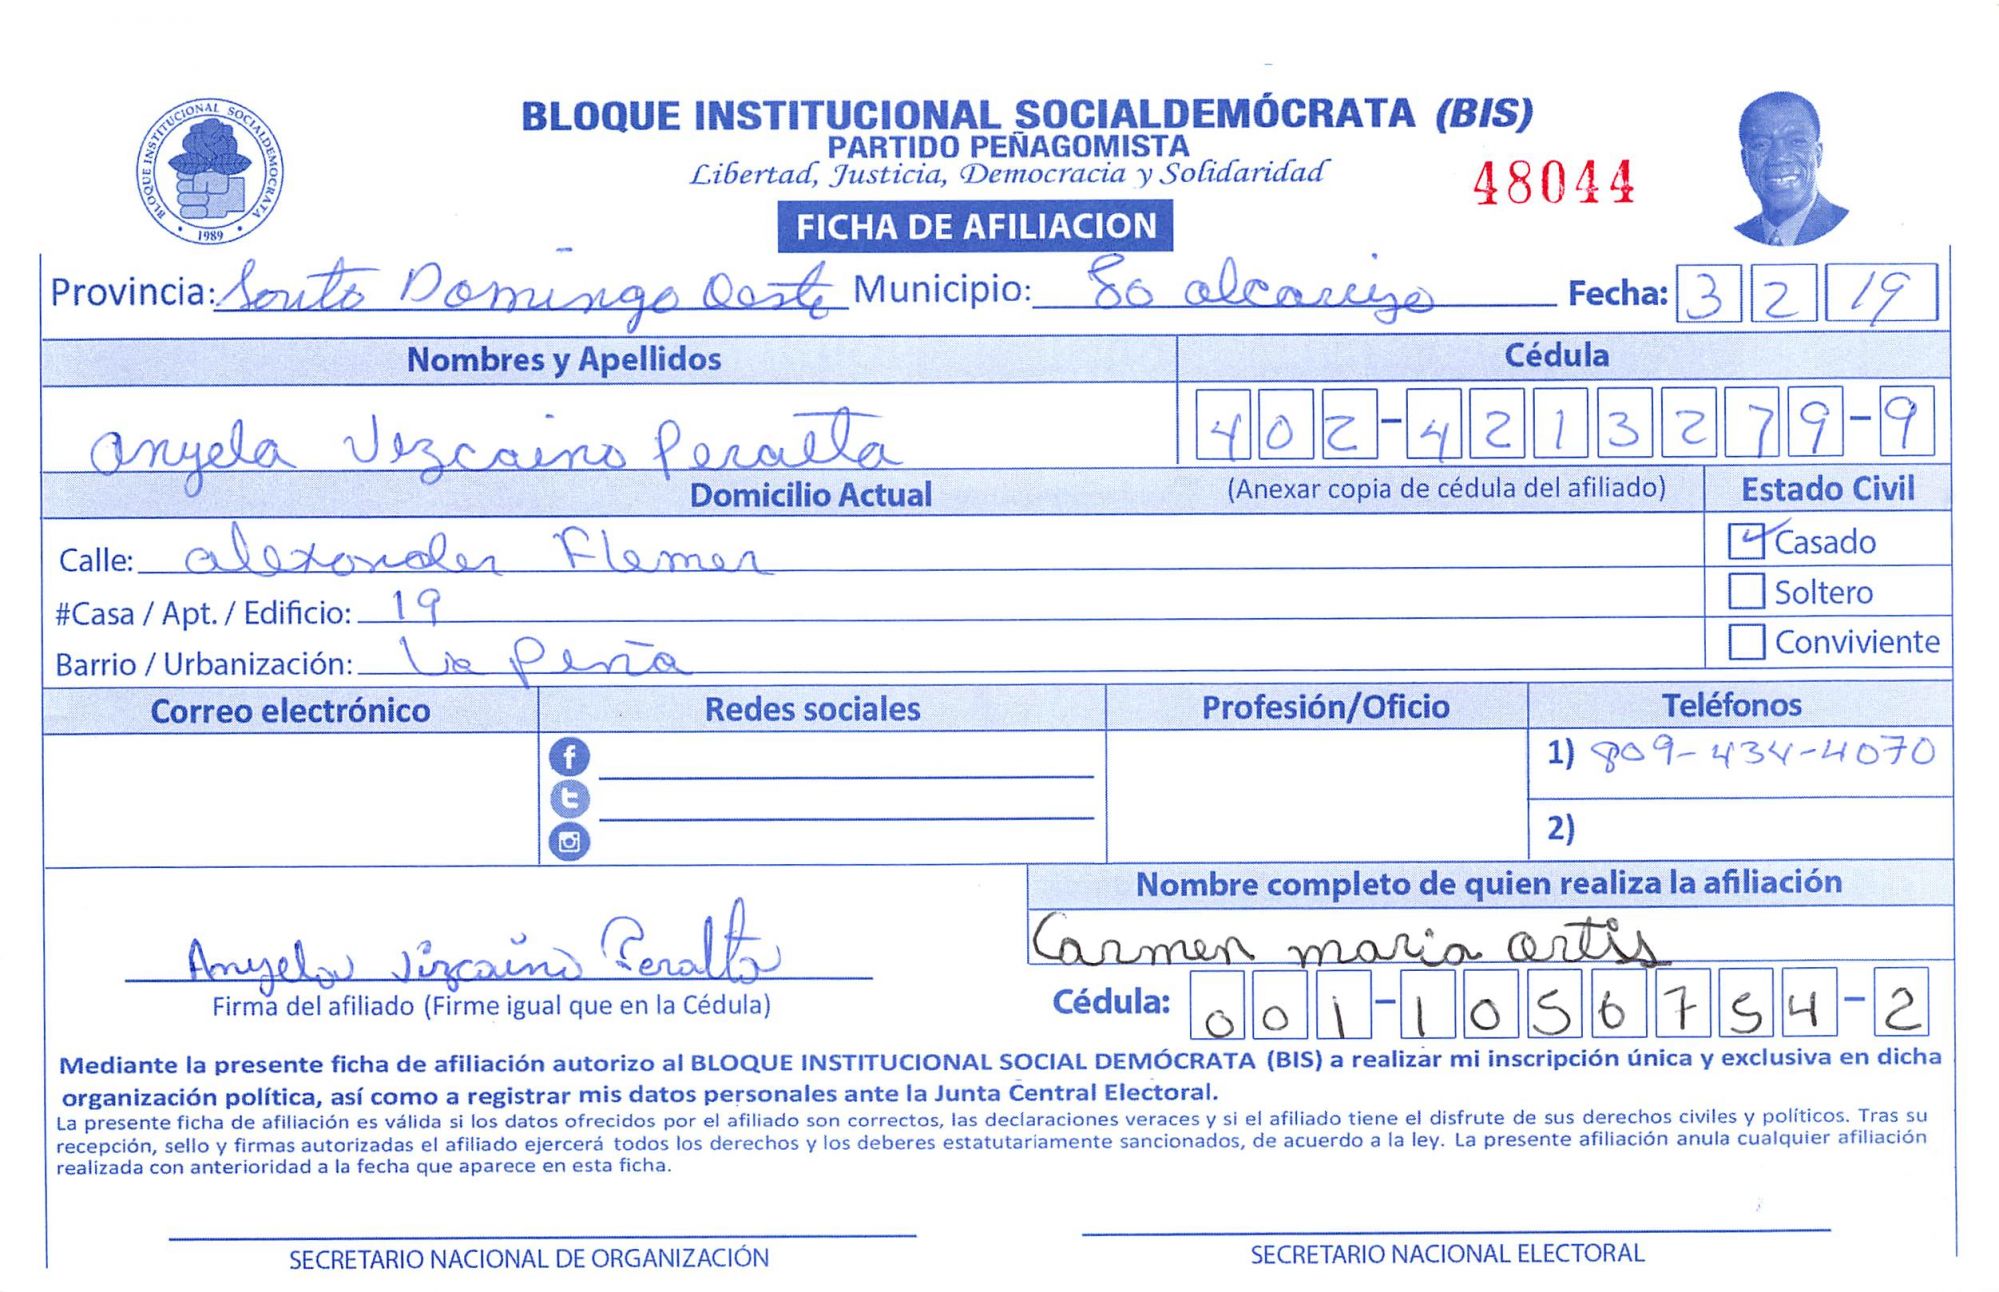 BLOQUE INSTITUCIONAL SOCIALDEMOCRATA
1989
BLOQUE INSTITUCIONAL SOCIALDEMÓCRATA (BIS)
PARTIDO PEÑAGOMISTA
Libertad, Justicia, Democracia y Solidaridad
48044
FICHA DE AFILIACION
Provincia: Santo Domingo Oeste Municipio: Lo alcarrizo Fecha: 3 2 19
Nombres y Apellidos Cédula
Anyela Vizcaino Peralta 402-4213279-9
Domicilio Actual (Anexar copia de cédula del afiliado) Estado Civil
Calle: alexander Flemer Casado
#Casa / Apt. / Edificio: 19 Soltero
Barrio / Urbanización: La Peña Conviviente
Correo electrónico Redes sociales Profesión/Oficio Teléfonos
1) 809-434-4070
2)
Nombre completo de quien realiza la afiliación
Anyela Vizcaino Peralta Carmen maria ortis
Firma del afiliado (Firme igual que en la Cédula) Cédula: 001-1056754-2
Mediante la presente ficha de afiliación autorizo al BLOQUE INSTITUCIONAL SOCIAL DEMÓCRATA (BIS) a realizar mi inscripción única y exclusiva en dicha
organización política, así como a registrar mis datos personales ante la Junta Central Electoral.
La presente ficha de afiliación es válida si los datos ofrecidos por el afiliado son correctos, las declaraciones veraces y si el afiliado tiene el disfrute de sus derechos civiles y políticos. Tras su
recepción, sello y firmas autorizadas el afiliado ejercerá todos los derechos y los deberes estatutariamente sancionados, de acuerdo a la ley. La presente afiliación anula cualquier afiliación
realizada con anterioridad a la fecha que aparece en esta ficha.
SECRETARIO NACIONAL DE ORGANIZACIÓN SECRETARIO NACIONAL ELECTORAL